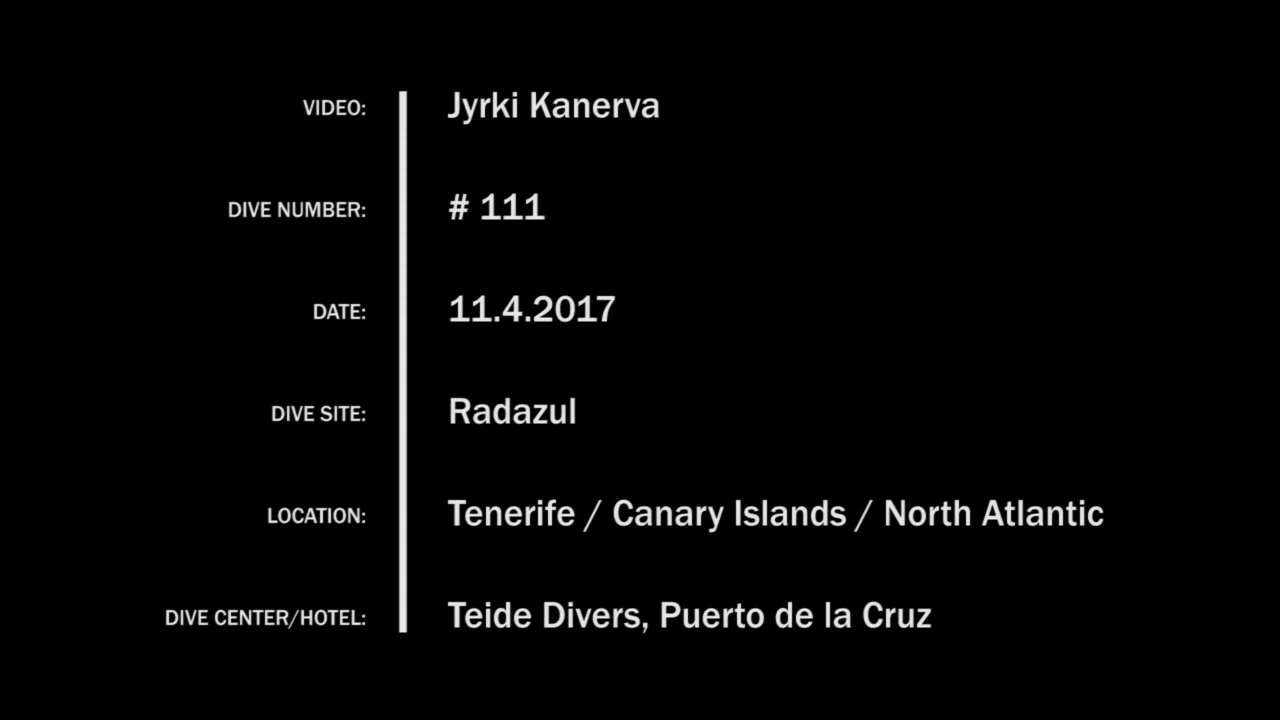 VIDEO: Jyrki Kanerva
DIVE NUMBER: # 111
DATE: 11.4.2017
DIVE SITE: Radazul
LOCATION: Tenerife / Canary Islands / North Atlantic
DIVE CENTER/HOTEL: Teide Divers, Puerto de la Cruz